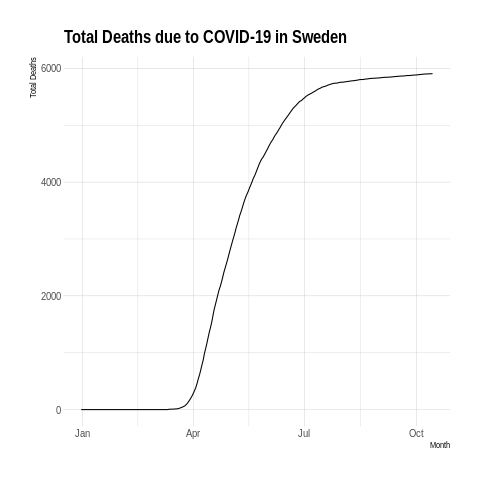 Total Deaths due to COVID-19 in Sweden
Total Deaths
6000
4000
2000
0
Jan Apr Jul Oct
Month